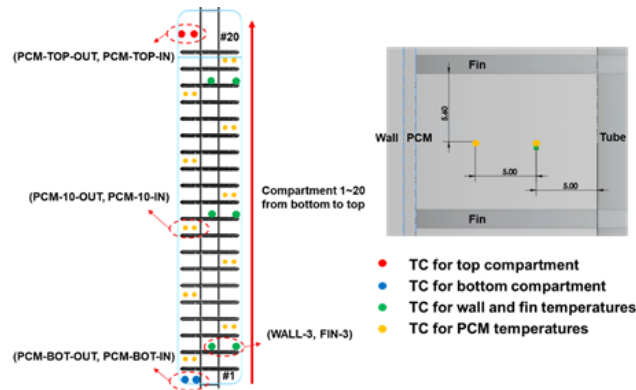 #20
(PCM-TOP-OUT, PCM-TOP-IN)
(PCM-10-OUT, PCM-10-IN)
Compartment 1~20
from bottom to top
(WALL-3, FIN-3)
(PCM-BOT-OUT, PCM-BOT-IN)
#1
Fin
5.60
Wall
PCM
Tube
5.00
5.00
Fin
TC for top compartment
TC for bottom compartment
TC for wall and fin temperatures
TC for PCM temperatures